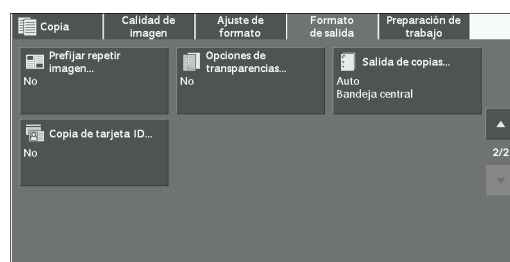 Copia
Calidad de
imagen
Ajuste de
formato
Formato
de salida
Preparación de
trabajo
Prefijar repetir
imagen...
No
Opciones de
transparencias...
No
Salida de copias...
Auto
Bandeja central
Copia de tarjeta ID...
No
2/2